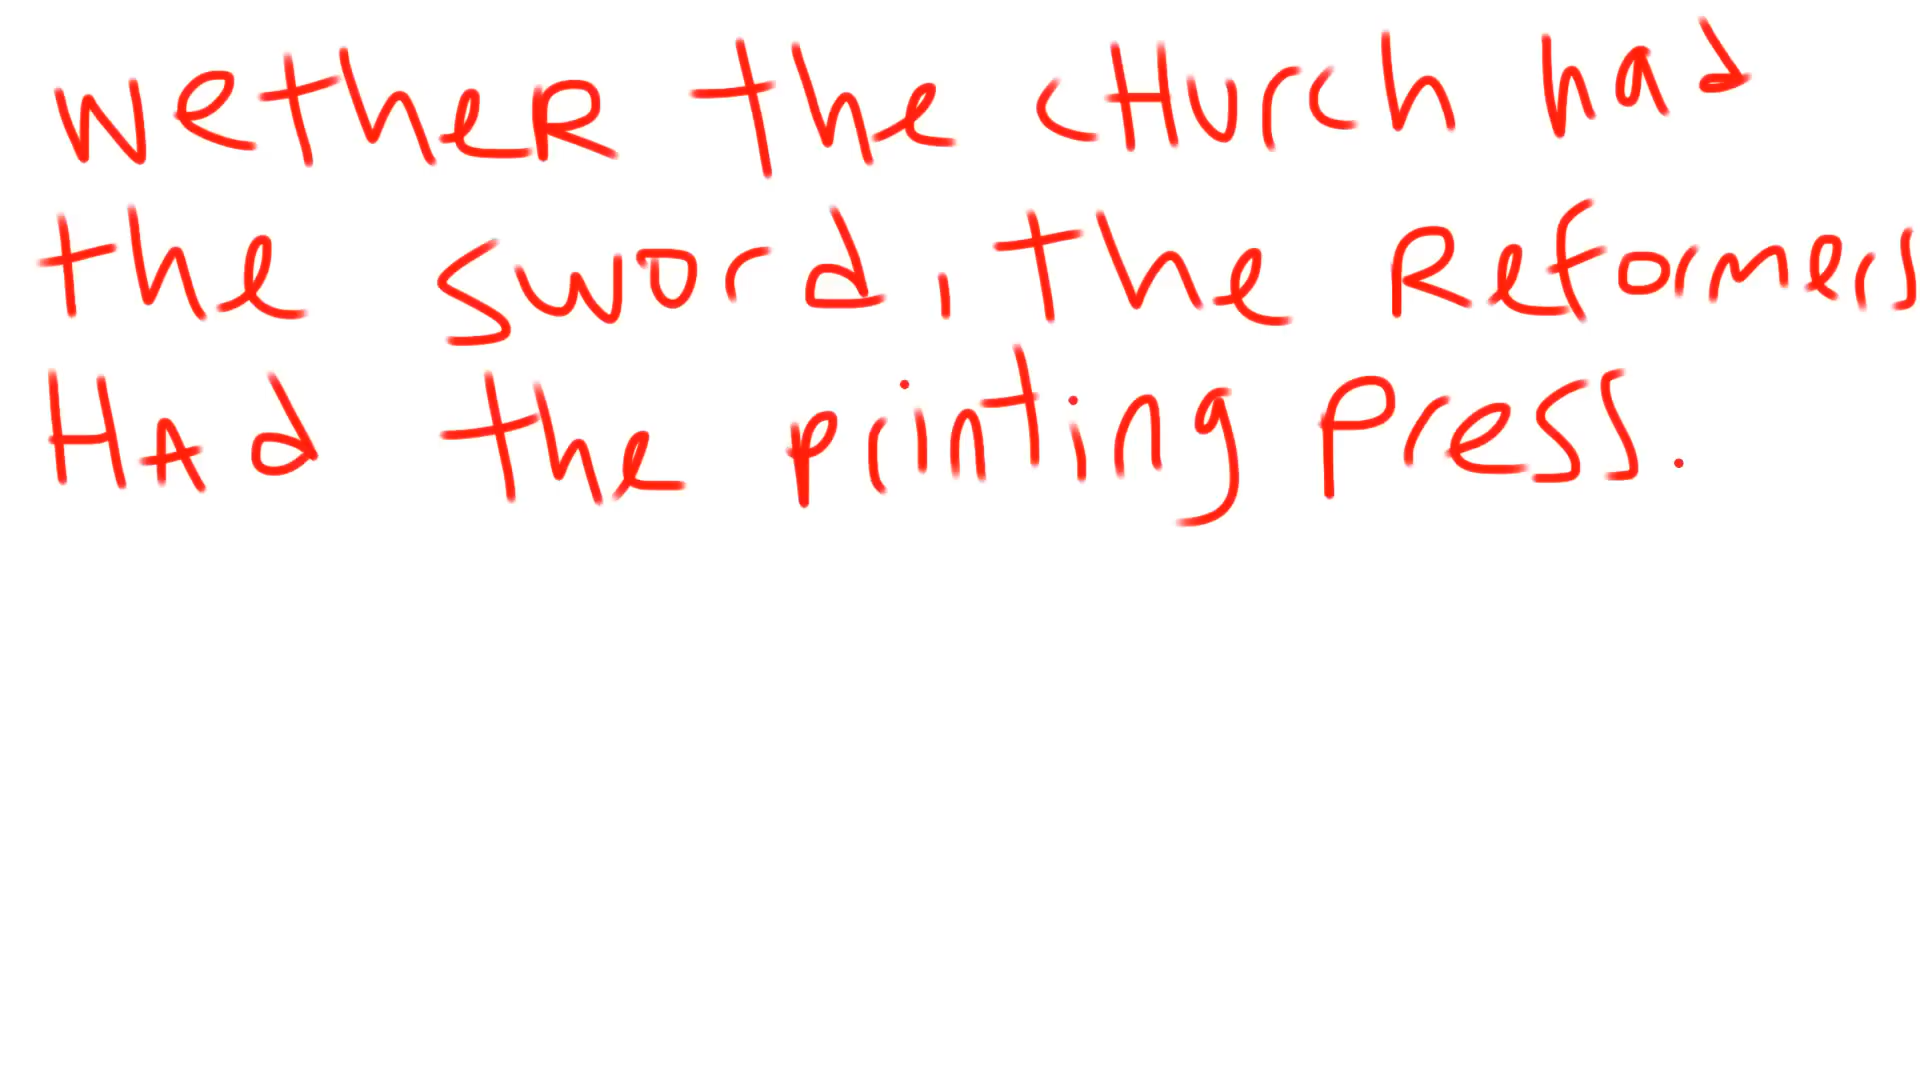 wetheR the cHurch had
the sword, the Reformers
HAd the printing press.